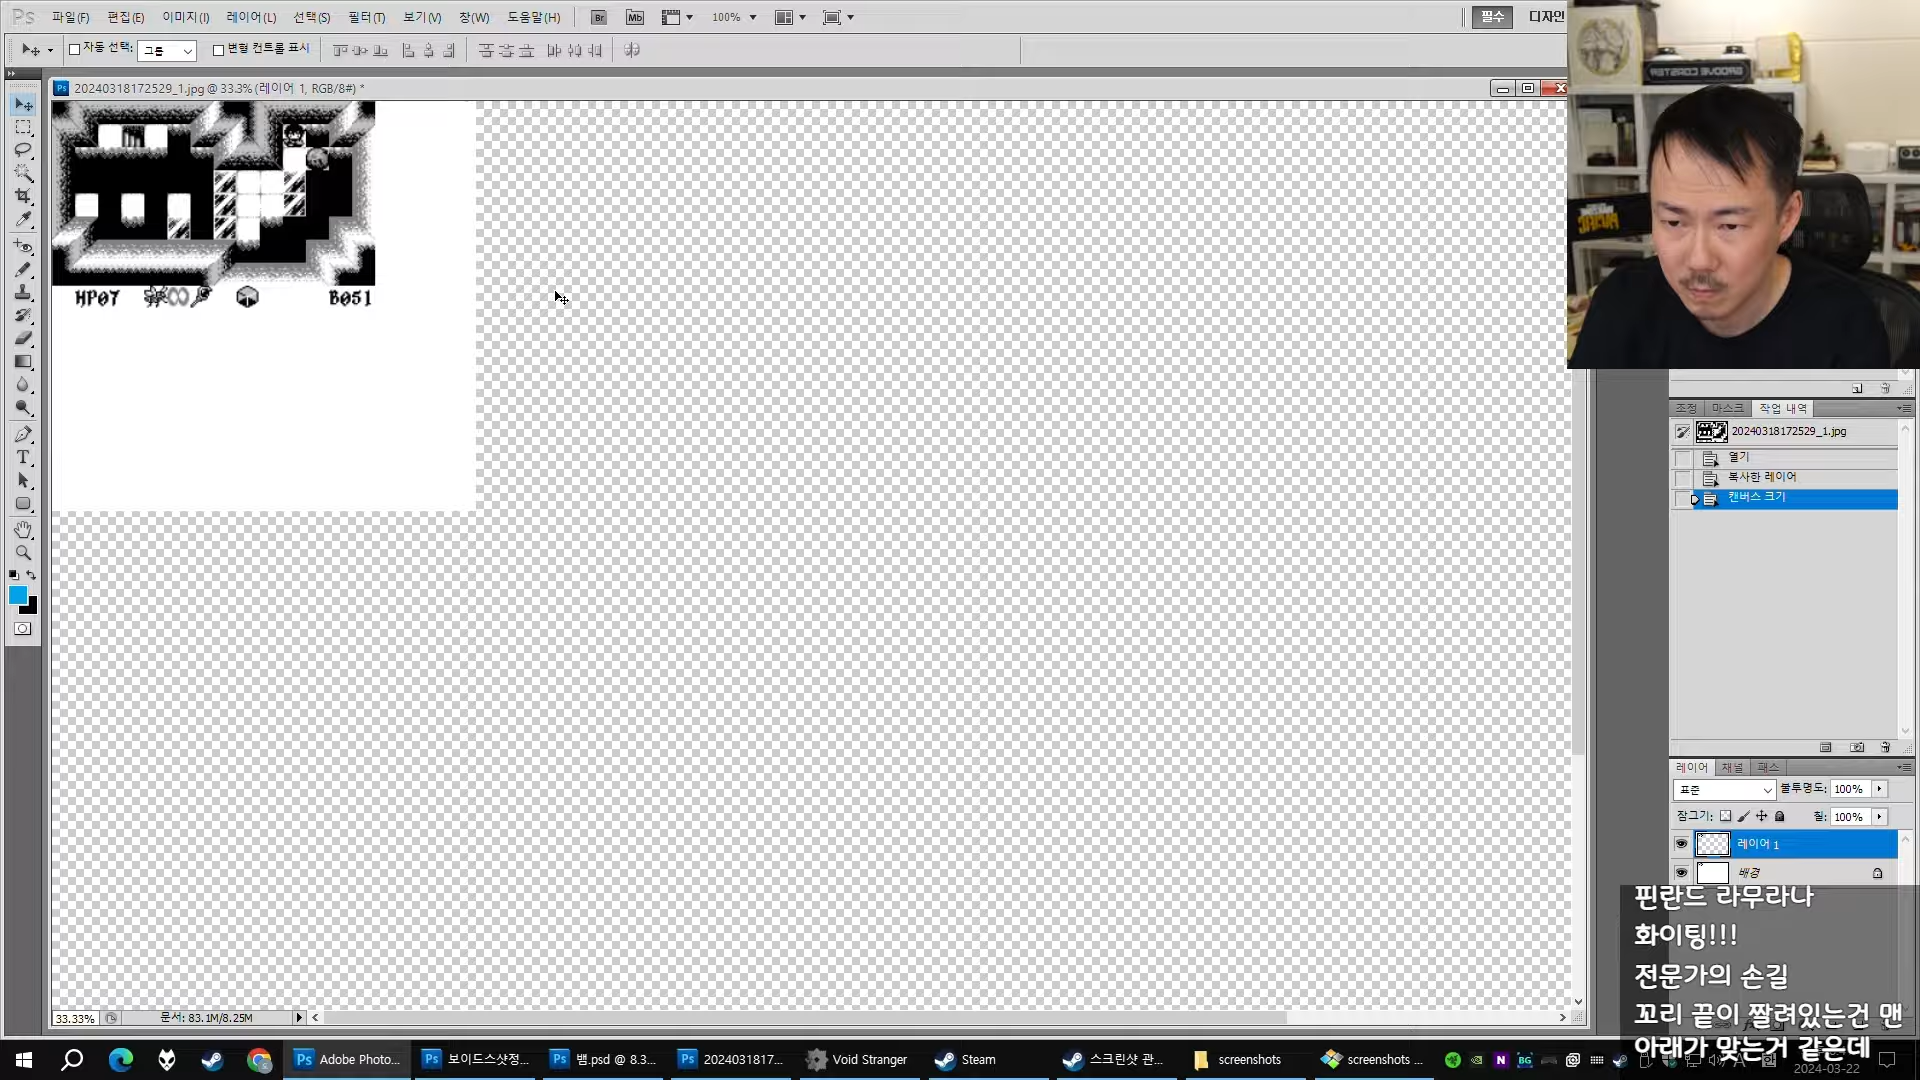 Ps 파일(F) 편집(E) 이미지(I) 레이어(L) 선택(S) 필터(T) 보기(V) 창(W) 도움말(H) Br Mb 100% 필수 디자인
자동 선택: 그룹 변형 컨트롤 표시
20240318172529_1.jpg @ 33.3% (레이어 1, RGB/8#) *
HP07 B051
GROOVE COASTER
조정 마스크 작업 내역
20240318172529_1.jpg
열기
복사한 레이어
캔버스 크기
레이어 채널 패스
표준 불투명도: 100%
잠그기: 칠: 100%
레이어 1
배경
핀란드 라무라나
화이팅!!!
전문가의 손길
꼬리 끝이 짤려있는건 맨
아래가 맞는거 같은데
33.33% 문서: 83.1M/8.25M
Adobe Photo... 보이드스샷정... 뱀.psd @ 8.3... 2024031817... Void Stranger Steam 스크린샷 관... screenshots screenshots ...
2024-03-22